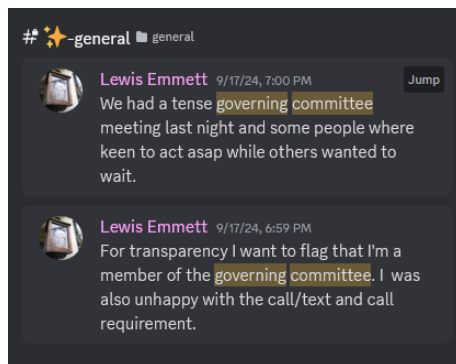 #✨-general general
Lewis Emmett 9/17/24, 7:00 PM Jump
We had a tense governing committee
meeting last night and some people where
keen to act asap while others wanted to
wait.
Lewis Emmett 9/17/24, 6:59 PM
For transparency I want to flag that I'm a
member of the governing committee. I was
also unhappy with the call/text and call
requirement.